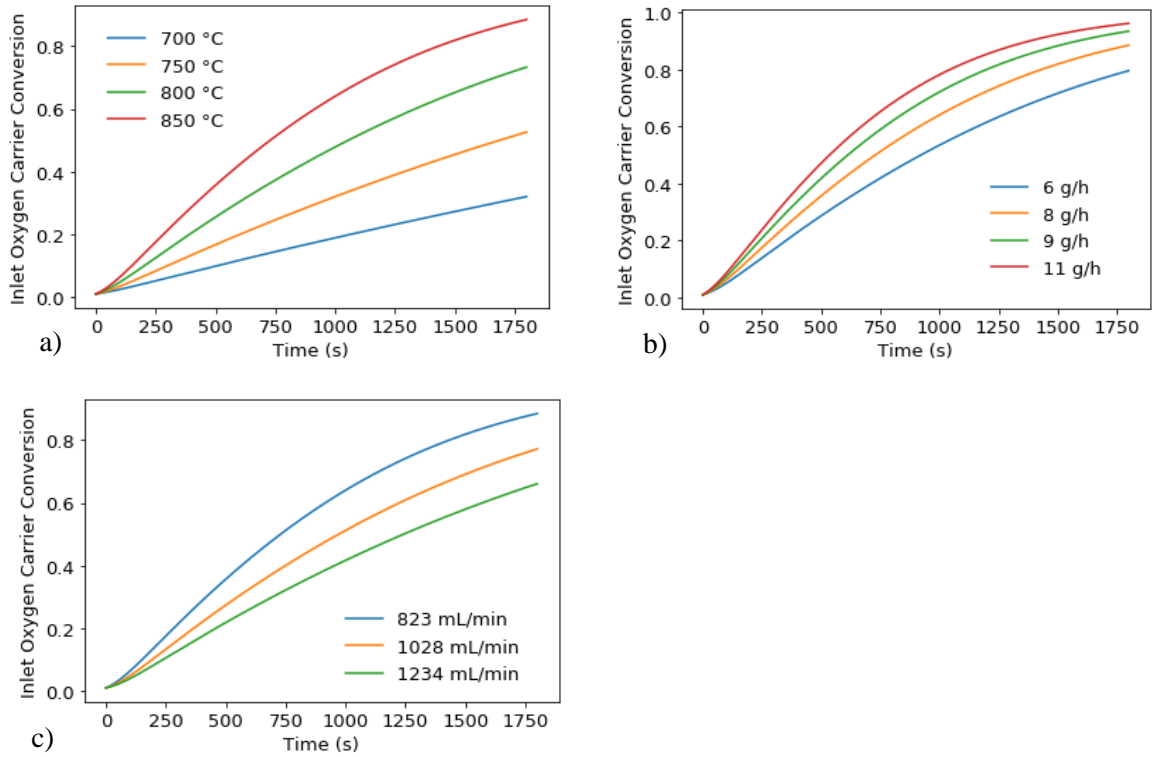 Inlet Oxygen Carrier Conversion
0.8
0.6
0.4
0.2
0.0
700 °C
750 °C
800 °C
850 °C
0 250 500 750 1000 1250 1500 1750
Time (s)
a)
Inlet Oxygen Carrier Conversion
1.0
0.8
0.6
0.4
0.2
0.0
6 g/h
8 g/h
9 g/h
11 g/h
0 250 500 750 1000 1250 1500 1750
Time (s)
b)
Inlet Oxygen Carrier Conversion
0.8
0.6
0.4
0.2
0.0
823 mL/min
1028 mL/min
1234 mL/min
0 250 500 750 1000 1250 1500 1750
Time (s)
c)